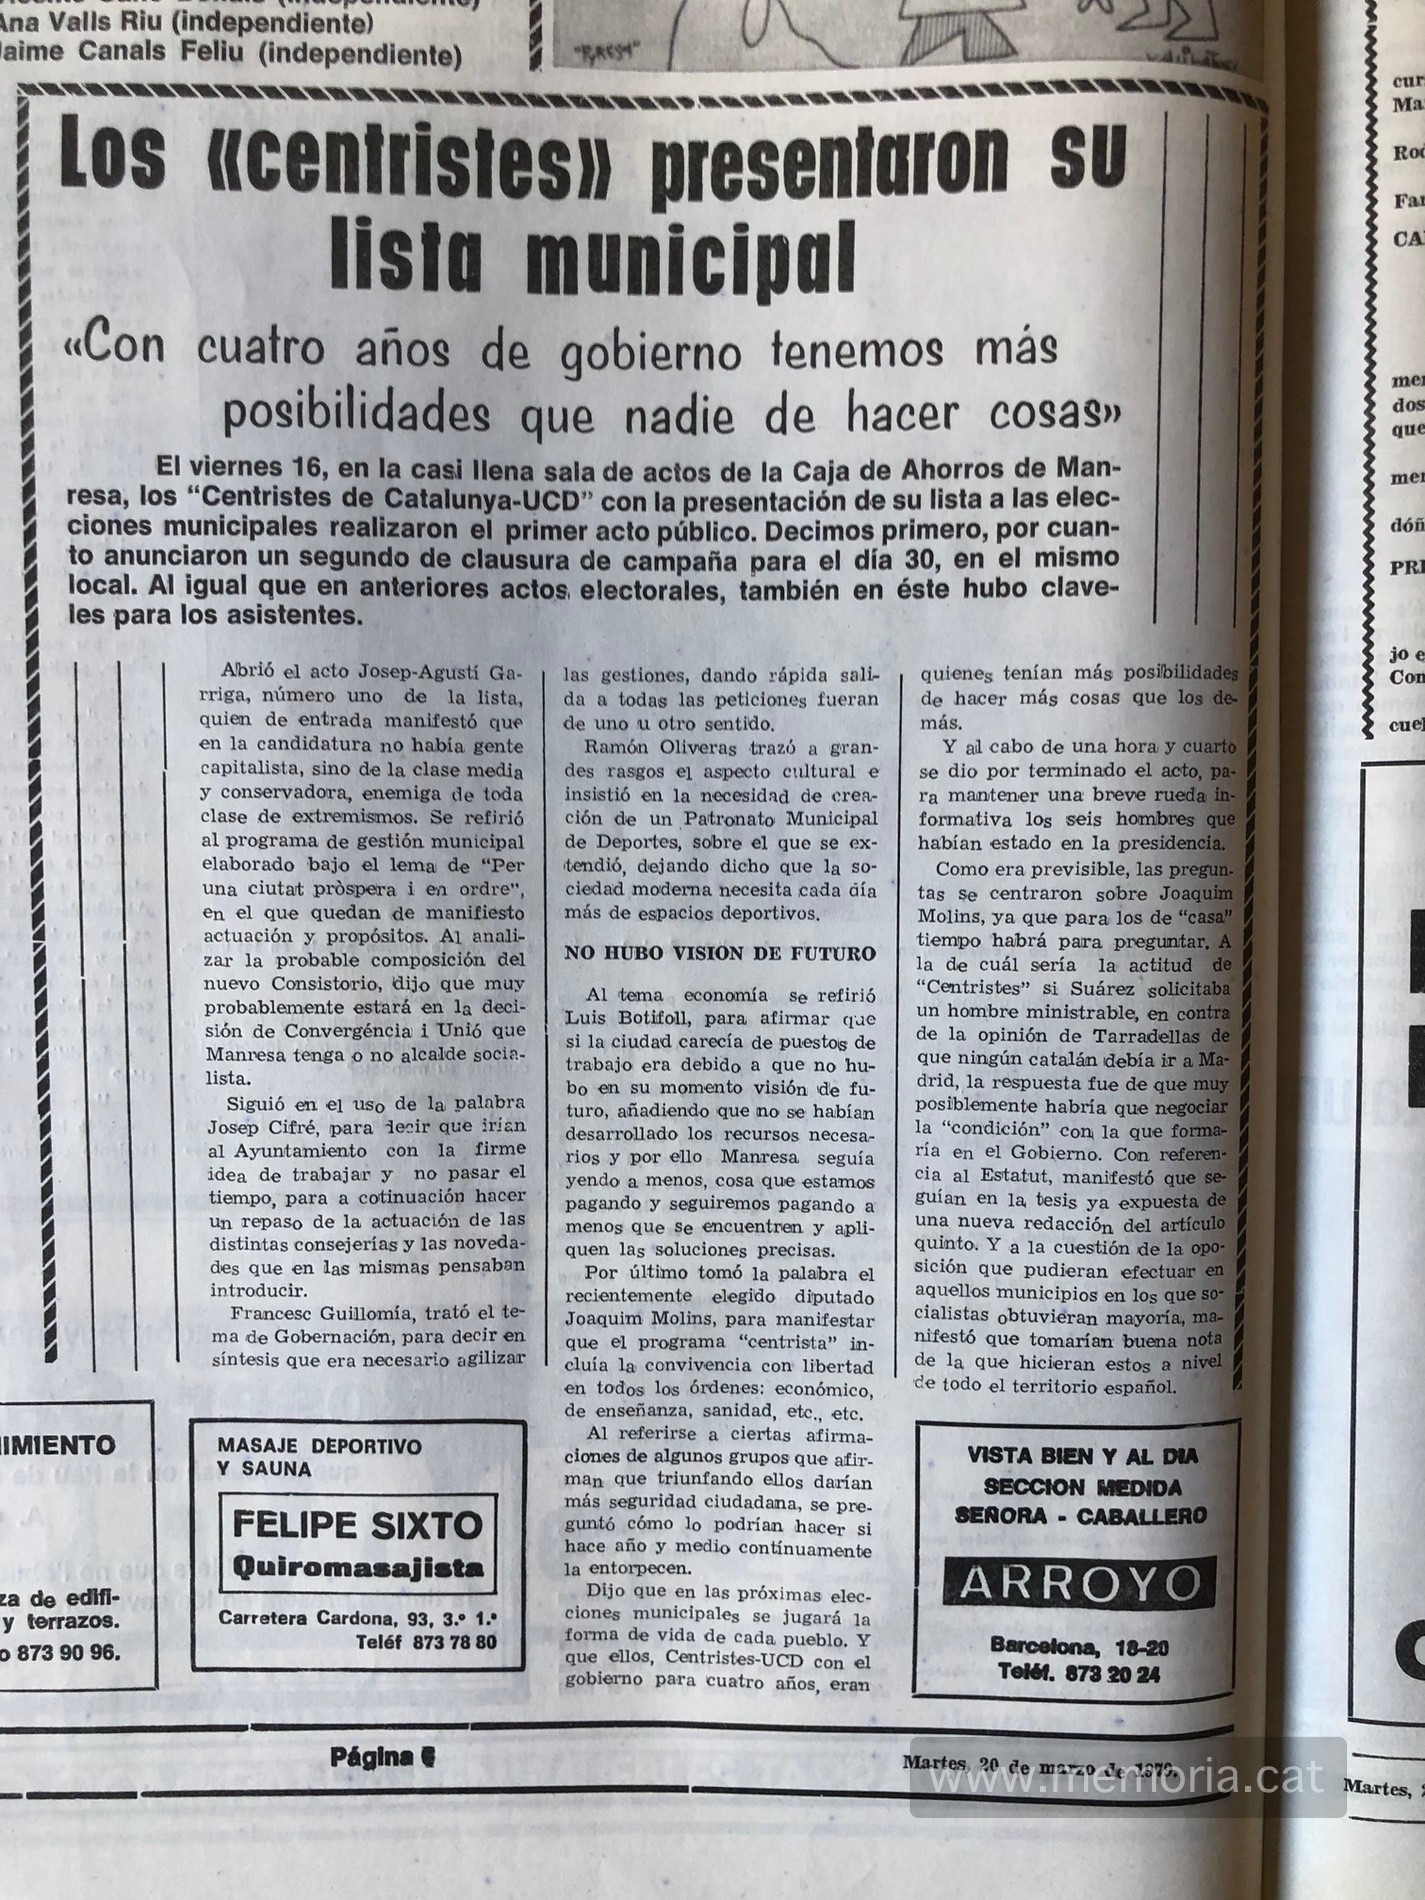 Ana Valls Riu (independiente)
Jaime Canals Feliu (independiente)
Los «centristes» presentaron su
lista municipal
«Con cuatro años de gobierno tenemos más
posibilidades que nadie de hacer cosas»
El viernes 16, en la casi llena sala de actos de la Caja de Ahorros de Man-
resa, los “Centristes de Catalunya-UCD” con la presentación de su lista a las elec-
ciones municipales realizaron el primer acto público. Decimos primero, por cuan-
to anunciaron un segundo de clausura de campaña para el día 30, en el mismo
local. Al igual que en anteriores actos electorales, también en éste hubo clave-
les para los asistentes.
Abrió el acto Josep-Agustí Ga-
rriga, número uno de la lista,
quien de entrada manifestó que
en la candidatura no había gente
capitalista, sino de la clase media
y conservadora, enemiga de toda
clase de extremismos. Se refirió
al programa de gestión municipal
elaborado bajo el lema de “Per
una ciutat pròspera i en ordre”,
en el que quedan de manifiesto
actuación y propósitos. Al anali-
zar la probable composición del
nuevo Consistorio, dijo que muy
probablemente estará en la deci-
sión de Convergéncia i Unió que
Manresa tenga o no alcalde socia-
lista.
Siguió en el uso de la palabra
Josep Cifré, para decir que irían
al Ayuntamiento con la firme
idea de trabajar y no pasar el
tiempo, para a cotinuación hacer
un repaso de la actuación de las
distintas consejerías y las noveda-
des que en las mismas pensaban
introducir.
Francesc Guillomía, trató el te-
ma de Gobernación, para decir en
síntesis que era necesario agilizar
las gestiones, dando rápida sali-
da a todas las peticiones fueran
de uno u otro sentido.
Ramón Oliveras trazó a gran-
des rasgos el aspecto cultural e
insistió en la necesidad de crea-
ción de un Patronato Municipal
de Deportes, sobre el que se ex-
tendió, dejando dicho que la so-
ciedad moderna necesita cada día
más de espacios deportivos.
NO HUBO VISION DE FUTURO
Al tema economía se refirió
Luis Botifoll, para afirmar que
si la ciudad carecía de puestos de
trabajo era debido a que no hu-
bo en su momento visión de fu-
turo, añadiendo que no se habían
desarrollado los recursos necesa-
rios y por ello Manresa seguía
yendo a menos, cosa que estamos
pagando y seguiremos pagando a
menos que se encuentren y apli-
quen las soluciones precisas.
Por último tomó la palabra el
recientemente elegido diputado
Joaquim Molins, para manifestar
que el programa “centrista” in-
cluía la convivencia con libertad
en todos los órdenes: económico,
de enseñanza, sanidad, etc., etc.
Al referirse a ciertas afirma-
ciones de algunos grupos que afir-
man que triunfando ellos darían
más seguridad ciudadana, se pre-
guntó cómo lo podrían hacer si
hace año y medio contínuamente
la entorpecen.
Dijo que en las próximas elec-
ciones municipales se jugará la
forma de vida de cada pueblo. Y
que ellos, Centristes-UCD con el
gobierno para cuatro años, eran
quienes tenían más posibilidades
de hacer más cosas que los de-
más.
Y al cabo de una hora y cuarto
se dio por terminado el acto, pa-
ra mantener una breve rueda in-
formativa los seis hombres que
habían estado en la presidencia.
Como era previsible, las pregun-
tas se centraron sobre Joaquim
Molins, ya que para los de “casa”
tiempo habrá para preguntar. A
la de cuál sería la actitud de
“Centristes” si Suárez solicitaba
un hombre ministrable, en contra
de la opinión de Tarradellas de
que ningún catalán debía ir a Ma-
drid, la respuesta fue de que muy
posiblemente habría que negociar
la “condición” con la que forma-
ría en el Gobierno. Con referen-
cia al Estatut, manifestó que se-
guían en la tesis ya expuesta de
una nueva redacción del artículo
quinto. Y a la cuestión de la opo-
sición que pudieran efectuar en
aquellos municipios en los que so-
cialistas obtuvieran mayoría, ma-
nifestó que tomarían buena nota
de la que hicieran estos a nivel
de todo el territorio español.
IMIENTO
za de edifi-
y terrazos.
o 873 90 96.
MASAJE DEPORTIVO
Y SAUNA
FELIPE SIXTO
Quiromasajista
Carretera Cardona, 93, 3.º 1.ª
Teléf 873 78 80
VISTA BIEN Y AL DIA
SECCION MEDIDA
SEÑORA - CABALLERO
ARROYO
Barcelona, 18-20
Teléf. 873 20 24
Página 6
Martes, 20 de marzo de 1979.
www.memoria.cat
cur
Ma
Roc
Far
CA
mer
dos
que
mer
dóñ
PRI
jo e
Con
cuel
Martes,